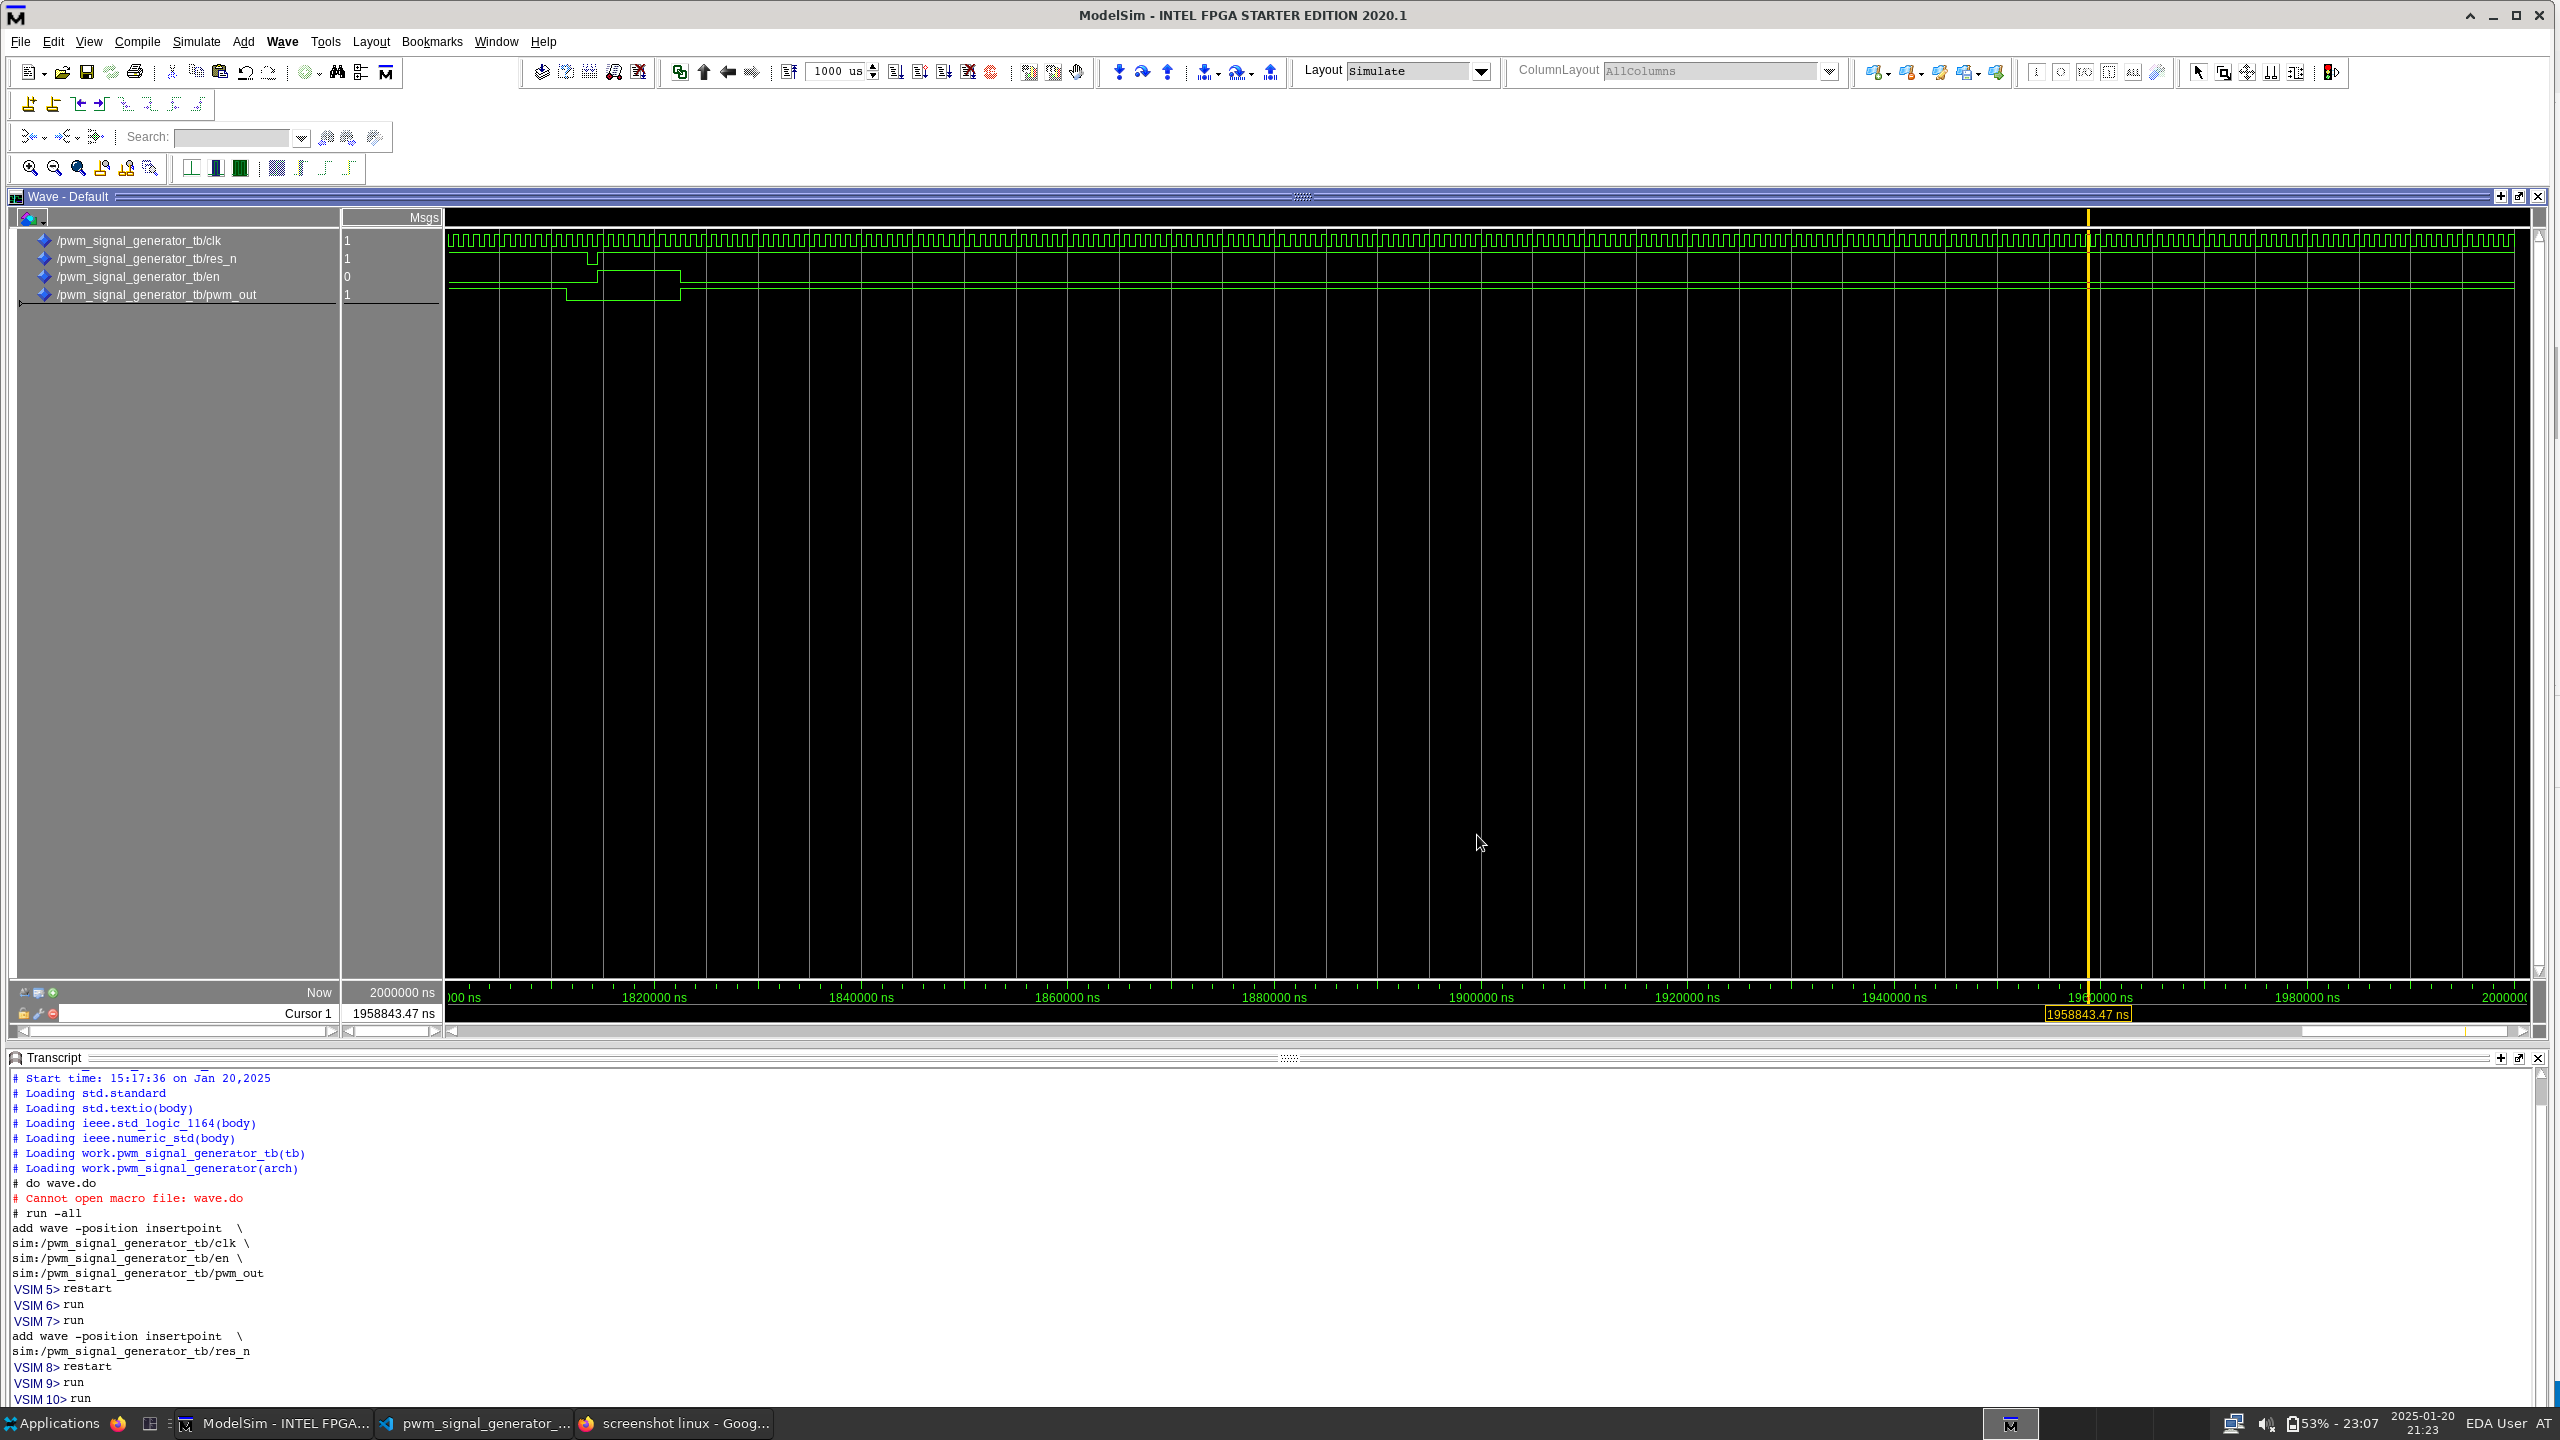 ModelSim - INTEL FPGA STARTER EDITION 2020.1
File Edit View Compile Simulate Add Wave Tools Layout Bookmarks Window Help
1000 us
Layout Simulate
ColumnLayout AllColumns
Search:
Wave - Default
Msgs
/pwm_signal_generator_tb/clk 1
/pwm_signal_generator_tb/res_n 1
/pwm_signal_generator_tb/en 0
/pwm_signal_generator_tb/pwm_out 1
Now 2000000 ns
000 ns 1820000 ns 1840000 ns 1860000 ns 1880000 ns 1900000 ns 1920000 ns 1940000 ns 1960000 ns 1980000 ns 2000000
Cursor 1 1958843.47 ns
1958843.47 ns
Transcript
# Start time: 15:17:36 on Jan 20,2025
# Loading std.standard
# Loading std.textio(body)
# Loading ieee.std_logic_1164(body)
# Loading ieee.numeric_std(body)
# Loading work.pwm_signal_generator_tb(tb)
# Loading work.pwm_signal_generator(arch)
# do wave.do
# Cannot open macro file: wave.do
# run -all
add wave -position insertpoint  \
sim:/pwm_signal_generator_tb/clk \
sim:/pwm_signal_generator_tb/en \
sim:/pwm_signal_generator_tb/pwm_out
VSIM 5> restart
VSIM 6> run
VSIM 7> run
add wave -position insertpoint  \
sim:/pwm_signal_generator_tb/res_n
VSIM 8> restart
VSIM 9> run
VSIM 10> run
Applications ModelSim - INTEL FPGA... pwm_signal_generator_... screenshot linux - Goog... 53% - 23:07 2025-01-20 EDA User AT
21:23